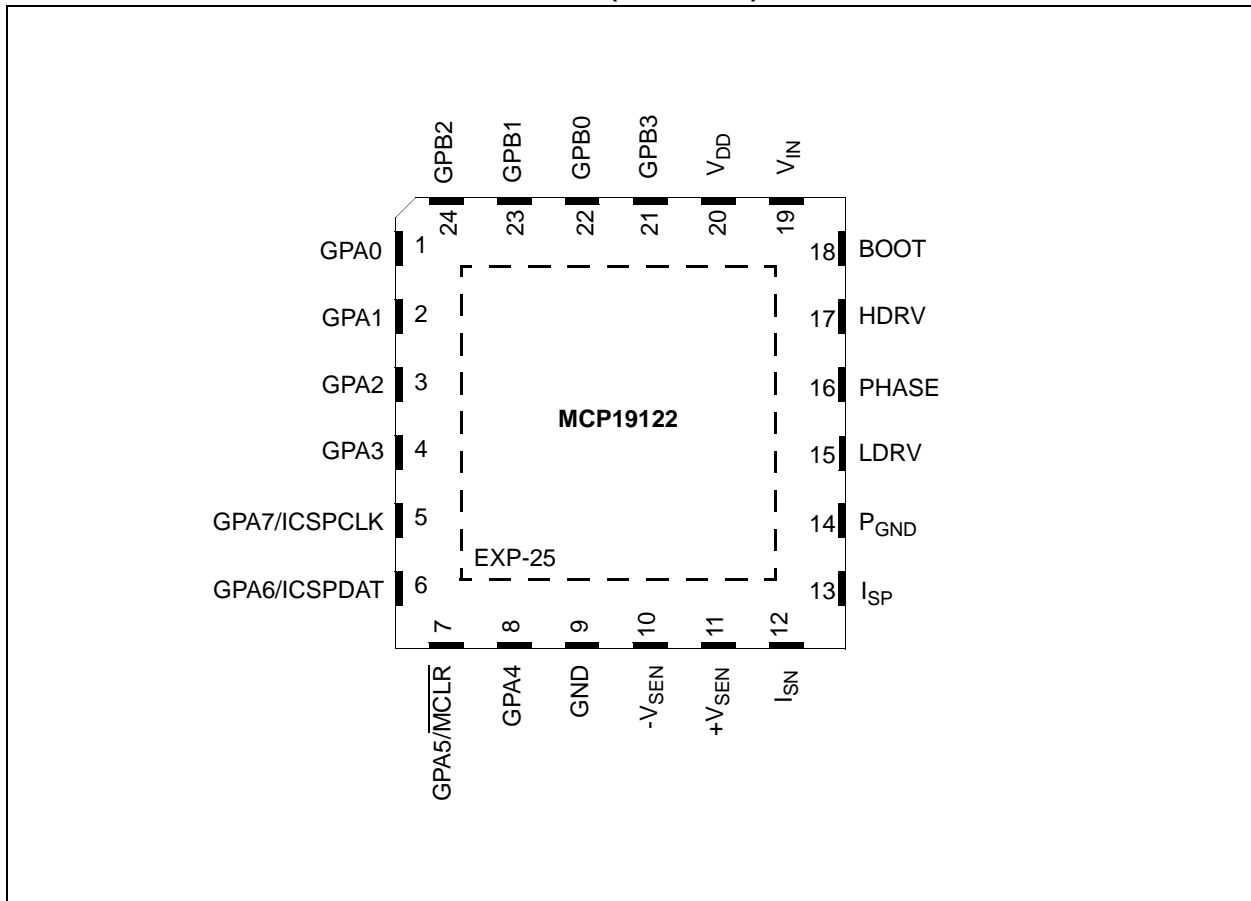 GPB2
GPB1
GPB0
GPB3
VDD
VIN
24
23
22
21
20
19
GPA0 1
GPA1 2
GPA2 3
GPA3 4
GPA7/ICSPCLK 5
GPA6/ICSPDAT 6
18 BOOT
17 HDRV
16 PHASE
15 LDRV
14 PGND
13 ISP
MCP19122
EXP-25
7
8
9
10
11
12
GPA5/MCLR
GPA4
GND
-VSEN
+VSEN
ISN